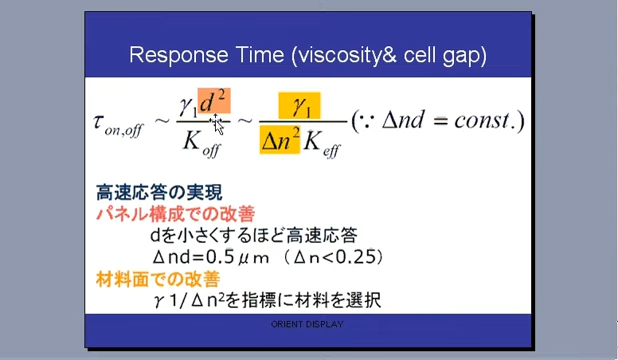 Response Time (viscosity& cell gap)
τon,off ~ γ1d² / Koff ~ γ1 / Δn²Keff (∵ Δnd = const.)
高速応答の実現
パネル構成での改善
dを小さくするほど高速応答
Δnd=0.5μm (Δn<0.25)
材料面での改善
γ1/Δn²を指標に材料を選択
ORIENT DISPLAY